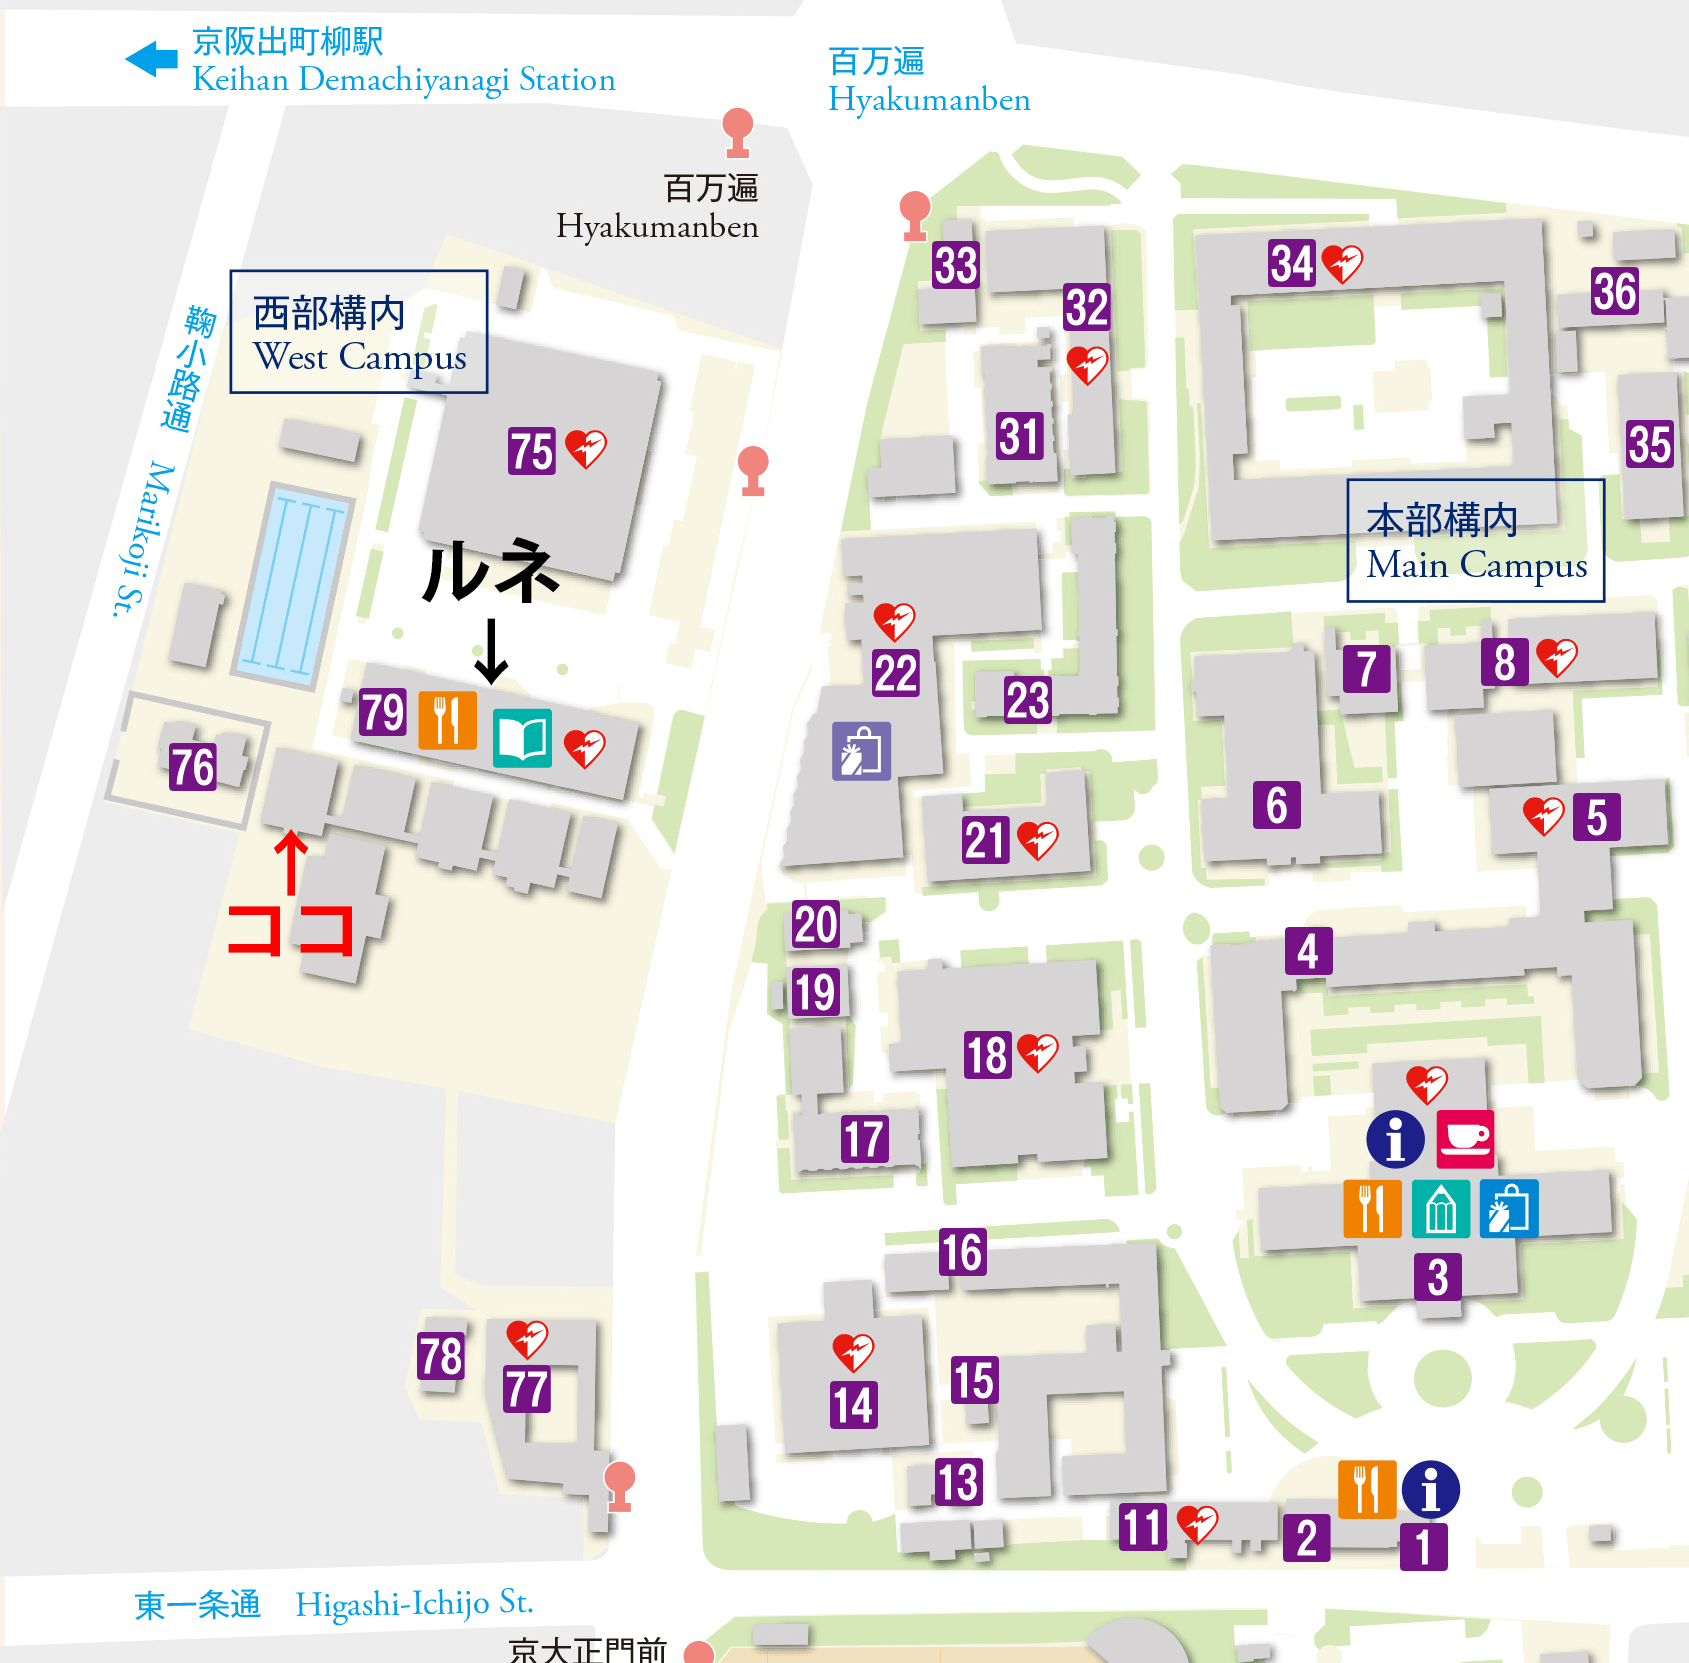 京阪出町柳駅
Keihan Demachiyanagi Station
百万遍
Hyakumanben
百万遍
Hyakumanben
33
34
36
32
西部構内
West Campus
鞠小路通 Marikoji St.
75
31
35
本部構内
Main Campus
ルネ
↓
22
23
7
8
79
76
6
5
21
↑
ココ
20
4
19
18
17
16
3
78
77
15
14
13
11
2
1
東一条通 Higashi-Ichijo St.
京大正門前